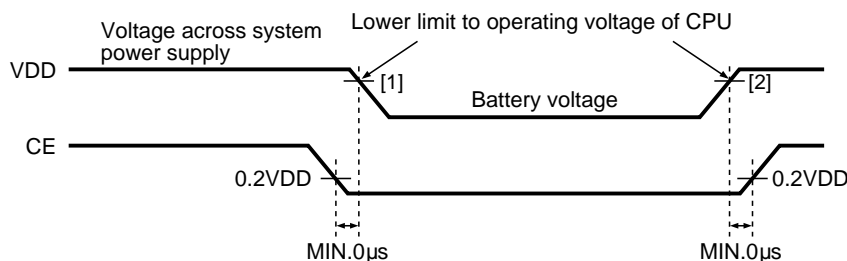 Voltage across system
power supply
Lower limit to operating voltage of CPU
VDD
[1]
[2]
Battery voltage
CE
0.2VDD
0.2VDD
MIN.0µs
MIN.0µs